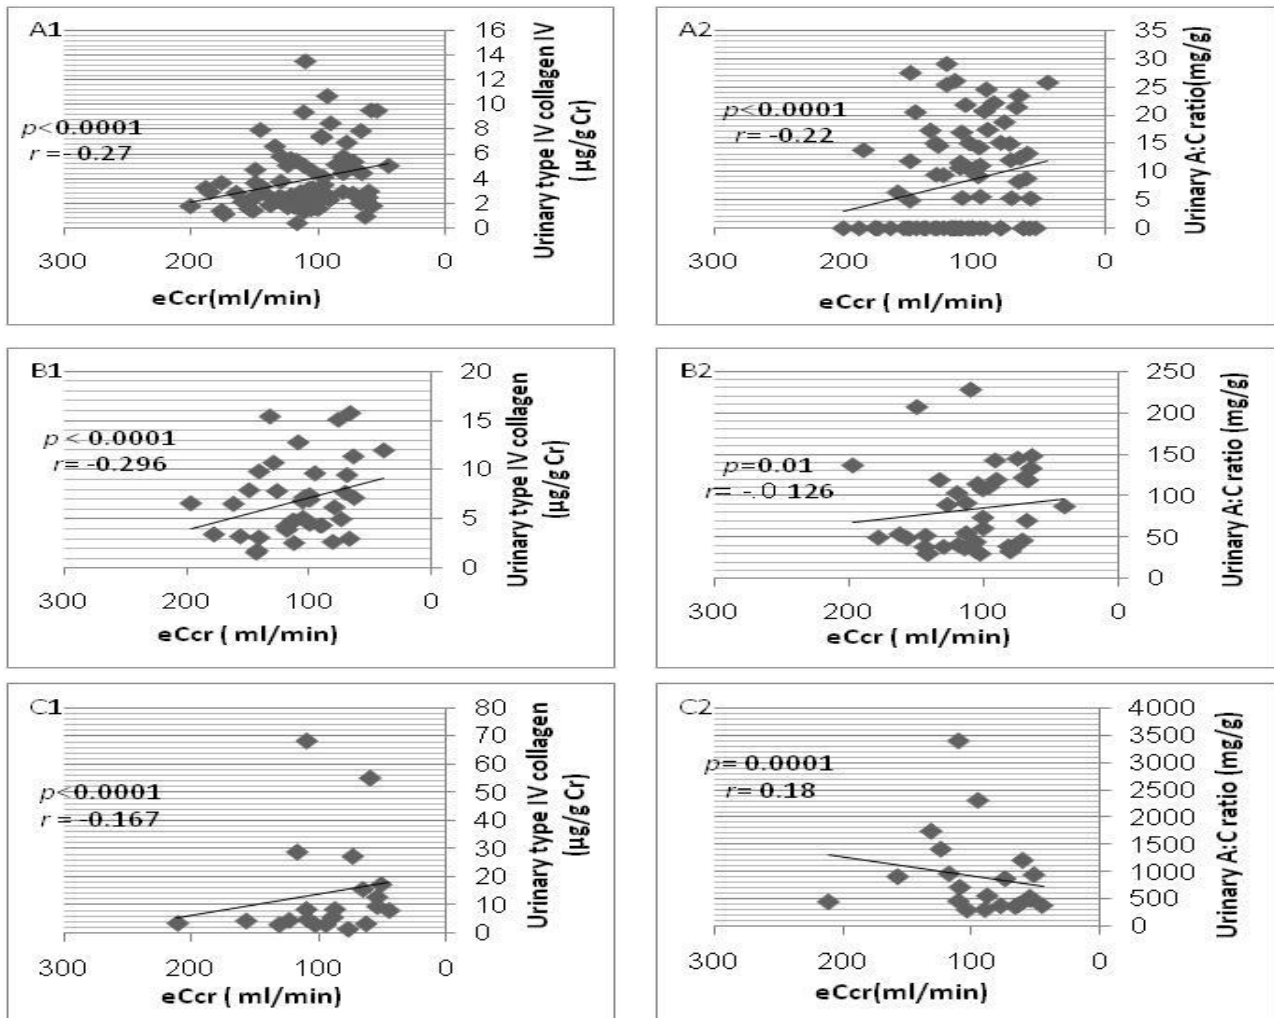 A1
16
14
12
10
8
6
4
2
0
p<0.0001
r = -0.27
300 200 100 0
eCcr(ml/min)
Urinary type IV collagen IV
( µg/g Cr)
A2
35
30
25
20
15
10
5
0
p<0.0001
r= -0.22
300 200 100 0
eCcr ( ml/min)
Urinary A:C ratio(mg/g)
B1
20
15
10
5
0
p < 0.0001
r= -0.296
300 200 100 0
eCcr ( ml/min)
Urinary type IV collagen
(µg/g Cr)
B2
250
200
150
100
50
0
p=0.01
r= -.0 126
300 200 100 0
eCcr ( ml/min)
Urinary A:C ratio (mg/g)
C1
80
70
60
50
40
30
20
10
0
p<0.0001
r = -0.167
300 200 100 0
eCcr ( ml/min)
Urinary type IV collagen
(µg/g Cr)
C2
4000
3500
3000
2500
2000
1500
1000
500
0
p= 0.0001
r= 0.18
300 200 100 0
eCcr(ml/min)
Urinary A:C ratio (mg/g)